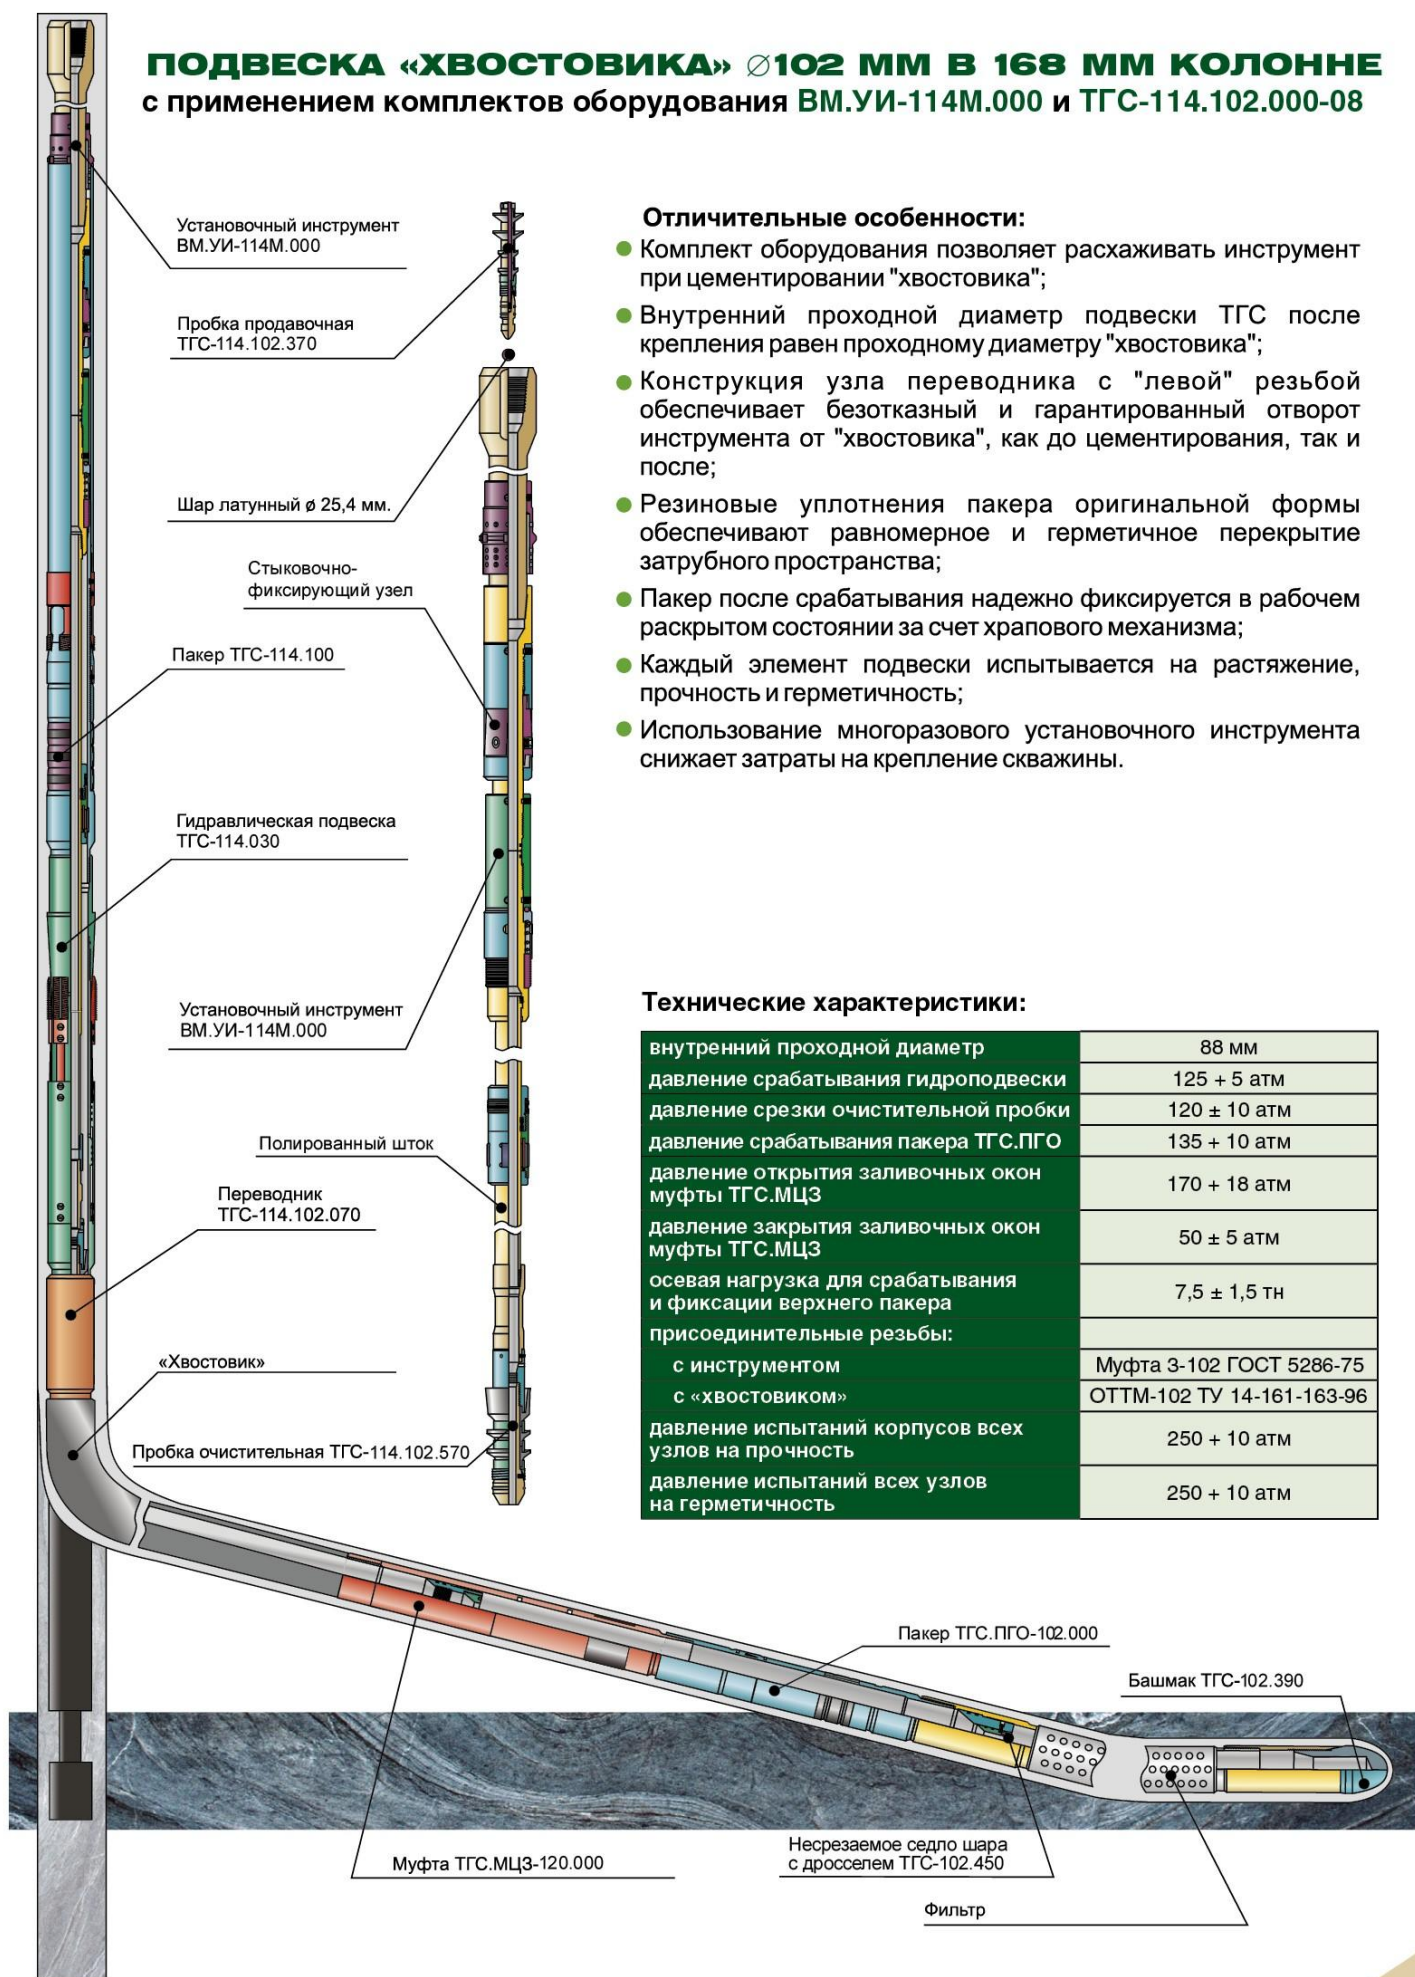 ПОДВЕСКА «ХВОСТОВИКА» ∅102 ММ В 168 ММ КОЛОННЕ
с применением комплектов оборудования ВМ.УИ-114М.000 и ТГС-114.102.000-08
Установочный инструмент
ВМ.УИ-114М.000
Пробка продавочная
ТГС-114.102.370
Шар латунный ø 25,4 мм.
Стыковочно-
фиксирующий узел
Пакер ТГС-114.100
Гидравлическая подвеска
ТГС-114.030
Установочный инструмент
ВМ.УИ-114М.000
Полированный шток
Переводник
ТГС-114.102.070
«Хвостовик»
Пробка очистительная ТГС-114.102.570
Отличительные особенности:
Комплект оборудования позволяет расхаживать инструмент
при цементировании "хвостовика";
Внутренний проходной диаметр подвески ТГС после
крепления равен проходному диаметру "хвостовика";
Конструкция узла переводника с "левой" резьбой
обеспечивает безотказный и гарантированный отворот
инструмента от "хвостовика", как до цементирования, так и
после;
Резиновые уплотнения пакера оригинальной формы
обеспечивают равномерное и герметичное перекрытие
затрубного пространства;
Пакер после срабатывания надежно фиксируется в рабочем
раскрытом состоянии за счет храпового механизма;
Каждый элемент подвески испытывается на растяжение,
прочность и герметичность;
Использование многоразового установочного инструмента
снижает затраты на крепление скважины.
Технические характеристики:
внутренний проходной диаметр 88 мм
давление срабатывания гидроподвески 125 + 5 атм
давление срезки очистительной пробки 120 ± 10 атм
давление срабатывания пакера ТГС.ПГО 135 + 10 атм
давление открытия заливочных окон
муфты ТГС.МЦЗ 170 + 18 атм
давление закрытия заливочных окон
муфты ТГС.МЦЗ 50 ± 5 атм
осевая нагрузка для срабатывания
и фиксации верхнего пакера 7,5 ± 1,5 тн
присоединительные резьбы:
с инструментом Муфта З-102 ГОСТ 5286-75
с «хвостовиком» ОТТМ-102 ТУ 14-161-163-96
давление испытаний корпусов всех
узлов на прочность 250 + 10 атм
давление испытаний всех узлов
на герметичность 250 + 10 атм
Пакер ТГС.ПГО-102.000
Башмак ТГС-102.390
Муфта ТГС.МЦЗ-120.000
Несрезаемое седло шара
с дросселем ТГС-102.450
Фильтр